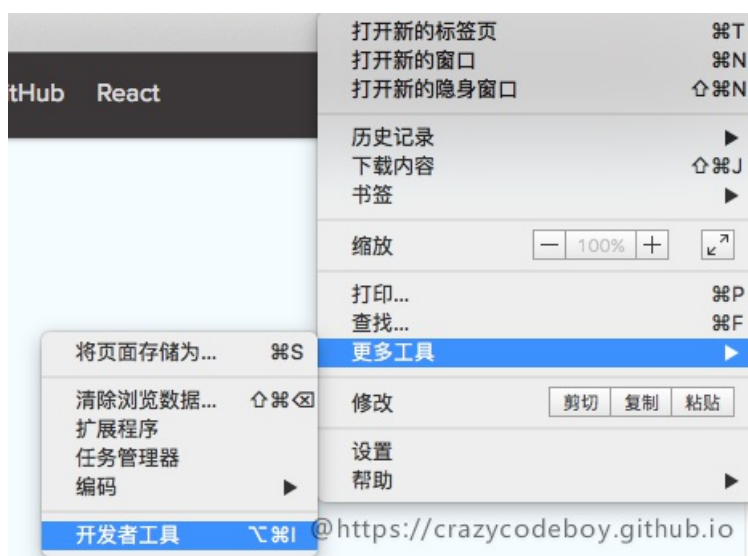 tHub React
打开新的标签页 ⌘T
打开新的窗口 ⌘N
打开新的隐身窗口 ⇧⌘N
历史记录 ▶
下载内容 ⇧⌘J
书签 ▶
缩放 — 100% +
打印... ⌘P
查找... ⌘F
更多工具 ▶
修改 剪切 复制 粘贴
设置
帮助 ▶
将页面存储为... ⌘S
清除浏览数据... ⇧⌘⌫
扩展程序
任务管理器
编码 ▶
开发者工具 ⌥⌘I
@https://crazycodeboy.github.io